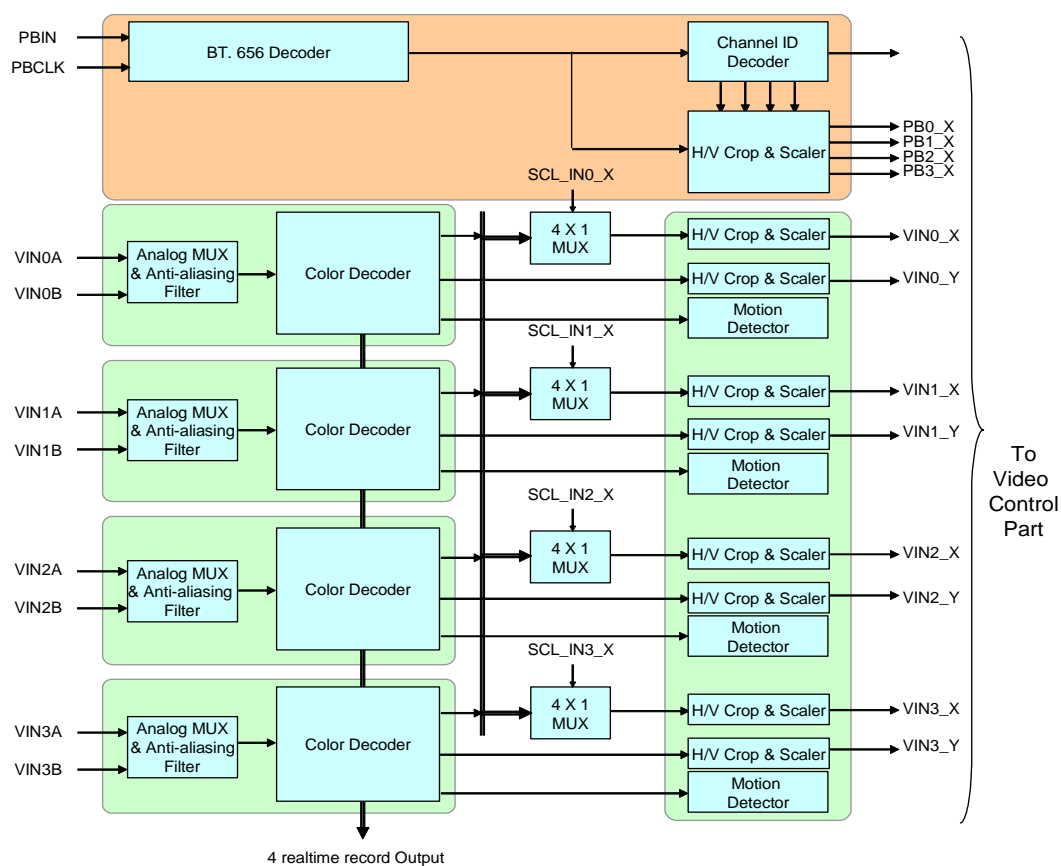 PBIN
PBCLK
BT. 656 Decoder
Channel ID
Decoder
H/V Crop & Scaler
PB0_X
PB1_X
PB2_X
PB3_X
SCL_IN0_X
VIN0A
VIN0B
Analog MUX
& Anti-aliasing
Filter
Color Decoder
4 X 1
MUX
H/V Crop & Scaler
VIN0_X
H/V Crop & Scaler
VIN0_Y
Motion
Detector
SCL_IN1_X
VIN1A
VIN1B
Analog MUX
& Anti-aliasing
Filter
Color Decoder
4 X 1
MUX
H/V Crop & Scaler
VIN1_X
H/V Crop & Scaler
VIN1_Y
Motion
Detector
SCL_IN2_X
VIN2A
VIN2B
Analog MUX
& Anti-aliasing
Filter
Color Decoder
4 X 1
MUX
H/V Crop & Scaler
VIN2_X
H/V Crop & Scaler
VIN2_Y
Motion
Detector
SCL_IN3_X
VIN3A
VIN3B
Analog MUX
& Anti-aliasing
Filter
Color Decoder
4 X 1
MUX
H/V Crop & Scaler
VIN3_X
H/V Crop & Scaler
VIN3_Y
Motion
Detector
To
Video
Control
Part
4 realtime record Output